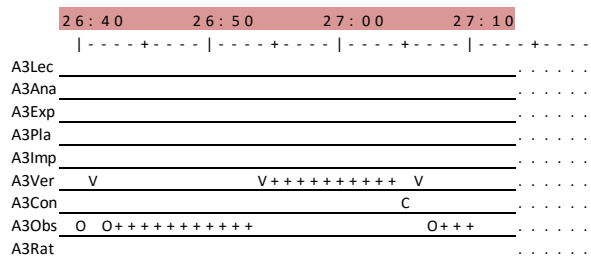 26:40 26:50 27:00 27:10
|----+----|----+----|----+----|----+----
A3Lec ......
A3Ana ......
A3Exp ......
A3Pla ......
A3Imp ......
A3Ver V V++++++++++ V ......
A3Con C ......
A3Obs O O+++++++++++ O+++ ......
A3Rat ......